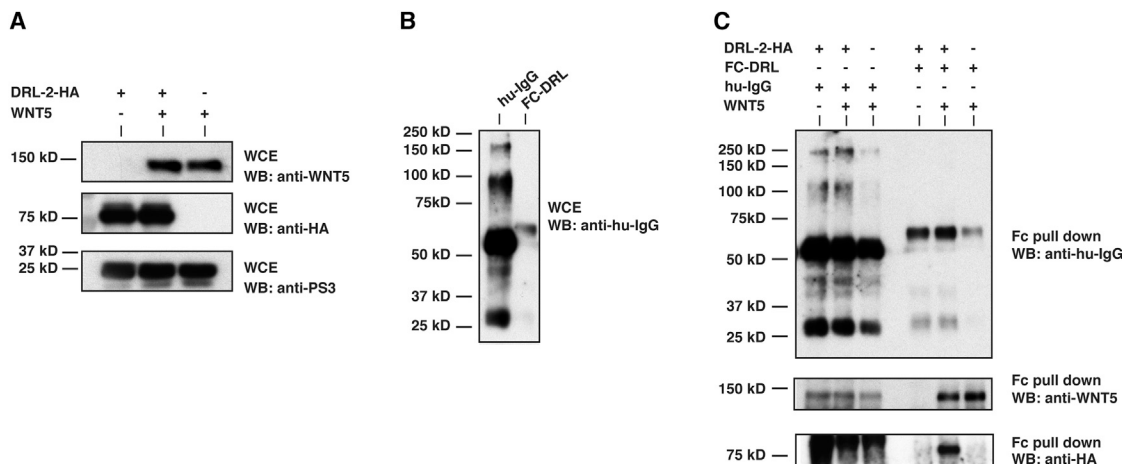 A
DRL-2-HA + + -
WNT5 - + +
150 kD
WCE
WB: anti-WNT5
75 kD
WCE
WB: anti-HA
37 kD
25 kD
WCE
WB: anti-PS3
B
hu-IgG
FC-DRL
250 kD
150 kD
100 kD
75kD
50 kD
37 kD
25 kD
WCE
WB: anti-hu-IgG
C
DRL-2-HA + + - + + -
FC-DRL - - - + + +
hu-IgG + + + - - -
WNT5 - + + - + +
250 kD
150 kD
100 kD
75kD
50 kD
37 kD
25 kD
Fc pull down
WB: anti-hu-IgG
150 kD
Fc pull down
WB: anti-WNT5
75 kD
Fc pull down
WB: anti-HA